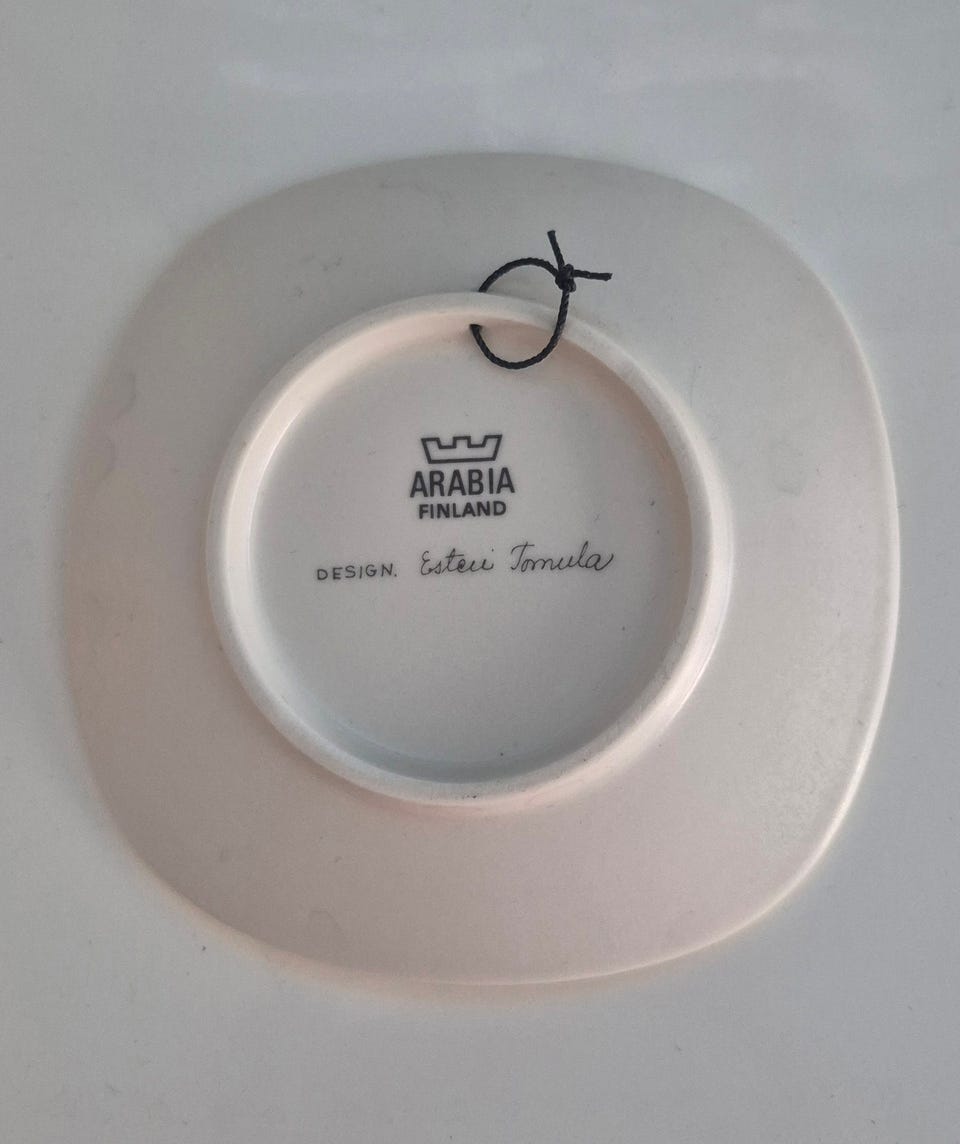 ARABIA
FINLAND
DESIGN. Esteri Tomula